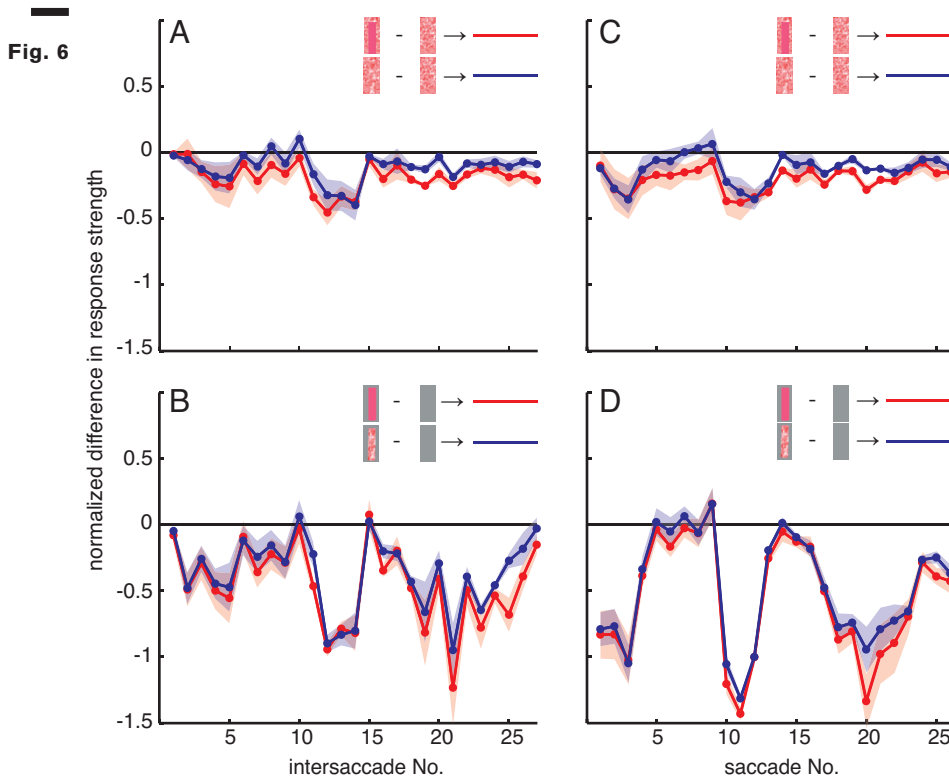 Fig. 6
A
C
- →
- →
- →
- →
0.5
0
-0.5
-1
-1.5
B
D
- →
- →
- →
- →
0.5
0
-0.5
-1
-1.5
normalized difference in response strength
5 10 15 20 25
5 10 15 20 25
intersaccade No.
saccade No.